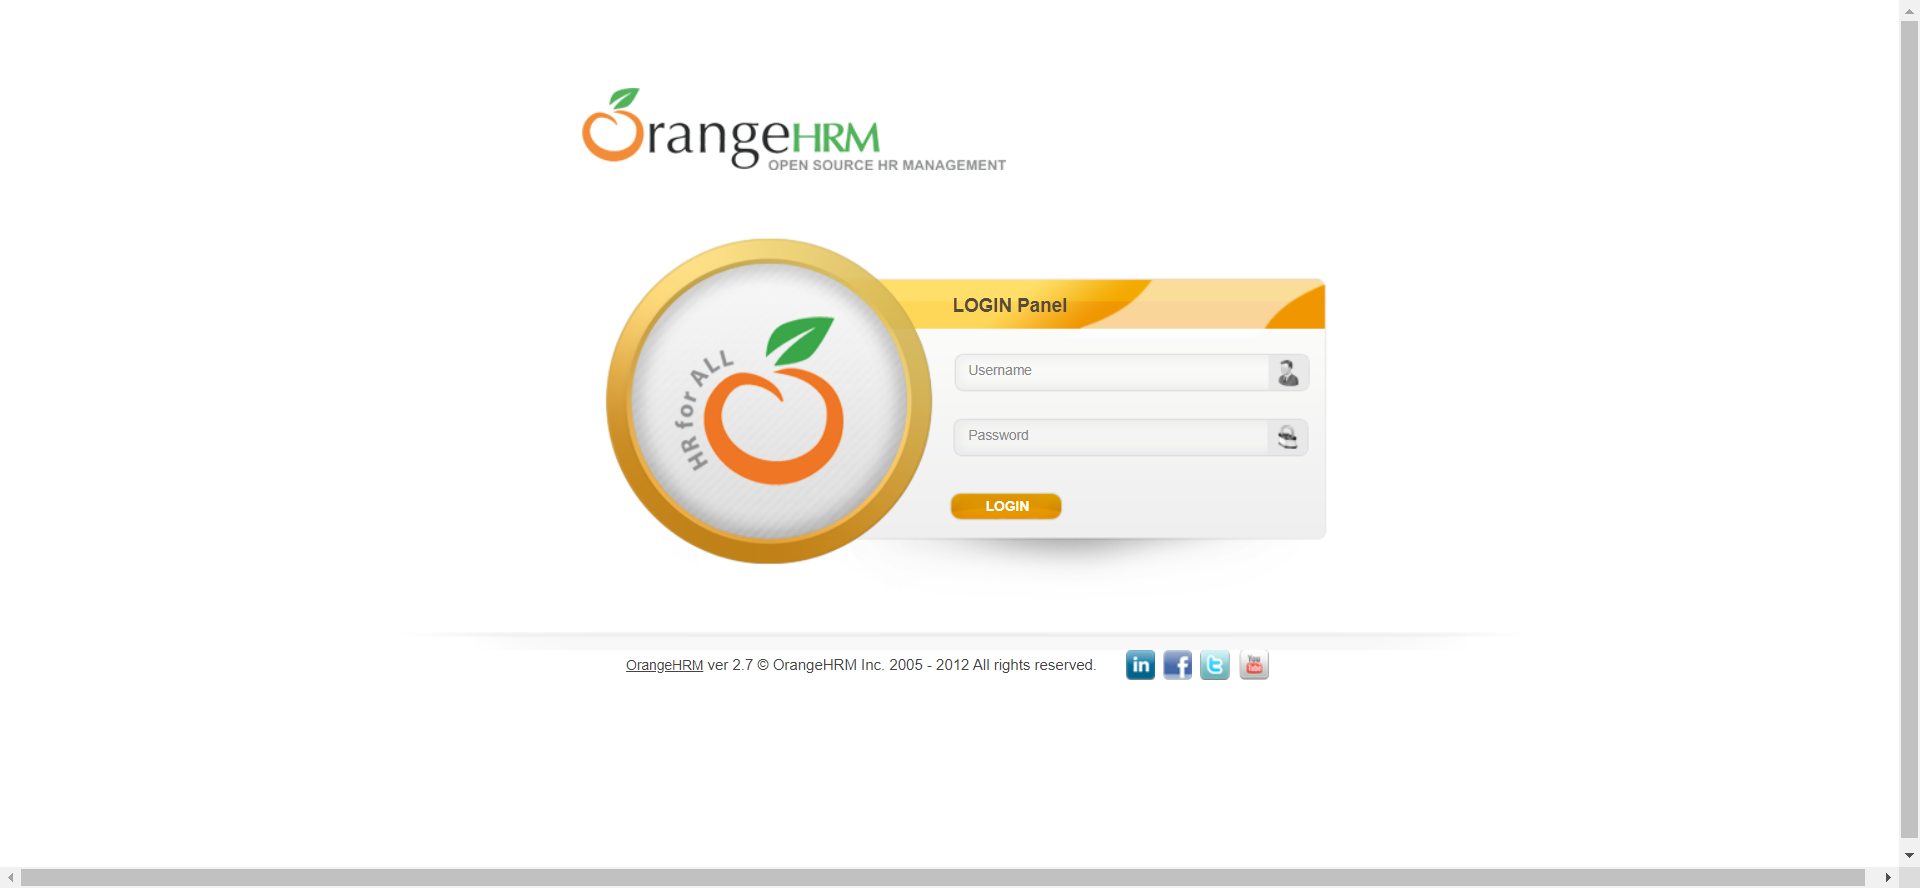 OrangeHRM
OPEN SOURCE HR MANAGEMENT
HR for ALL
LOGIN Panel
Username
Password
LOGIN
OrangeHRM ver 2.7 © OrangeHRM Inc. 2005 - 2012 All rights reserved.
in f t You Tube